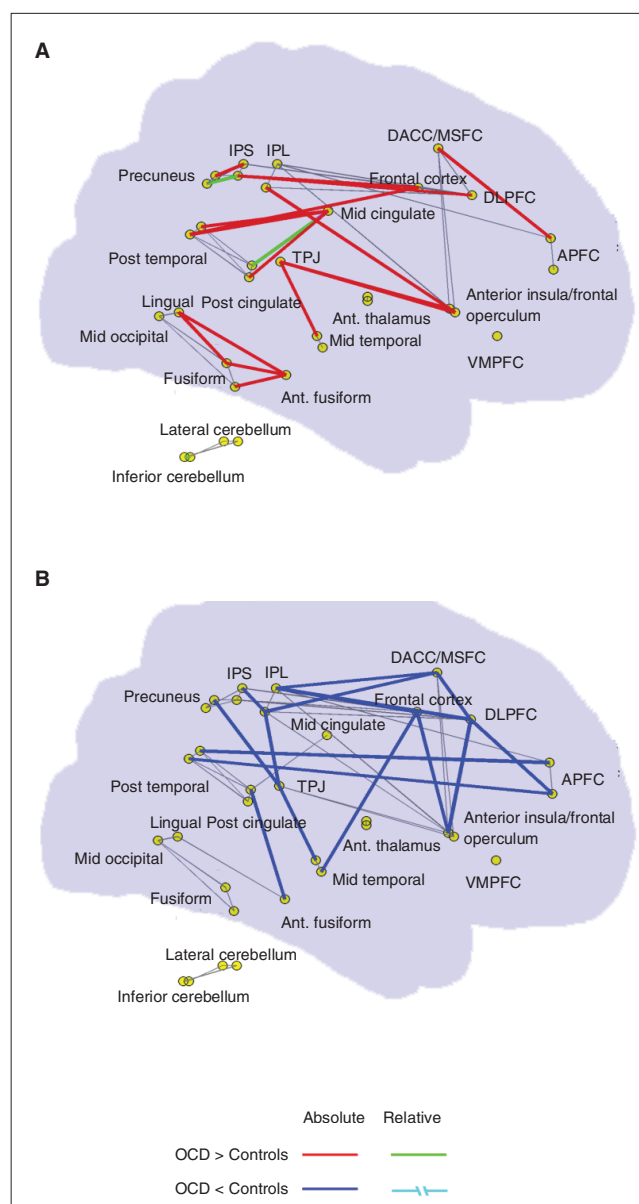 A
DACC/MSFC
IPS IPL
Precuneus
Frontal cortex
DLPFC
Mid cingulate
Post temporal
APFC
TPJ
Lingual Post cingulate
Anterior insula/frontal
operculum
Mid occipital
Ant. thalamus
Mid temporal
VMPFC
Fusiform
Ant. fusiform
Lateral cerebellum
Inferior cerebellum
B
DACC/MSFC
IPS IPL
Precuneus
Frontal cortex
DLPFC
Mid cingulate
Post temporal
TPJ
APFC
Lingual Post cingulate
Anterior insula/frontal
operculum
Mid occipital
Ant. thalamus
Mid temporal
VMPFC
Fusiform
Ant. fusiform
Lateral cerebellum
Inferior cerebellum
Absolute Relative
OCD > Controls
OCD < Controls